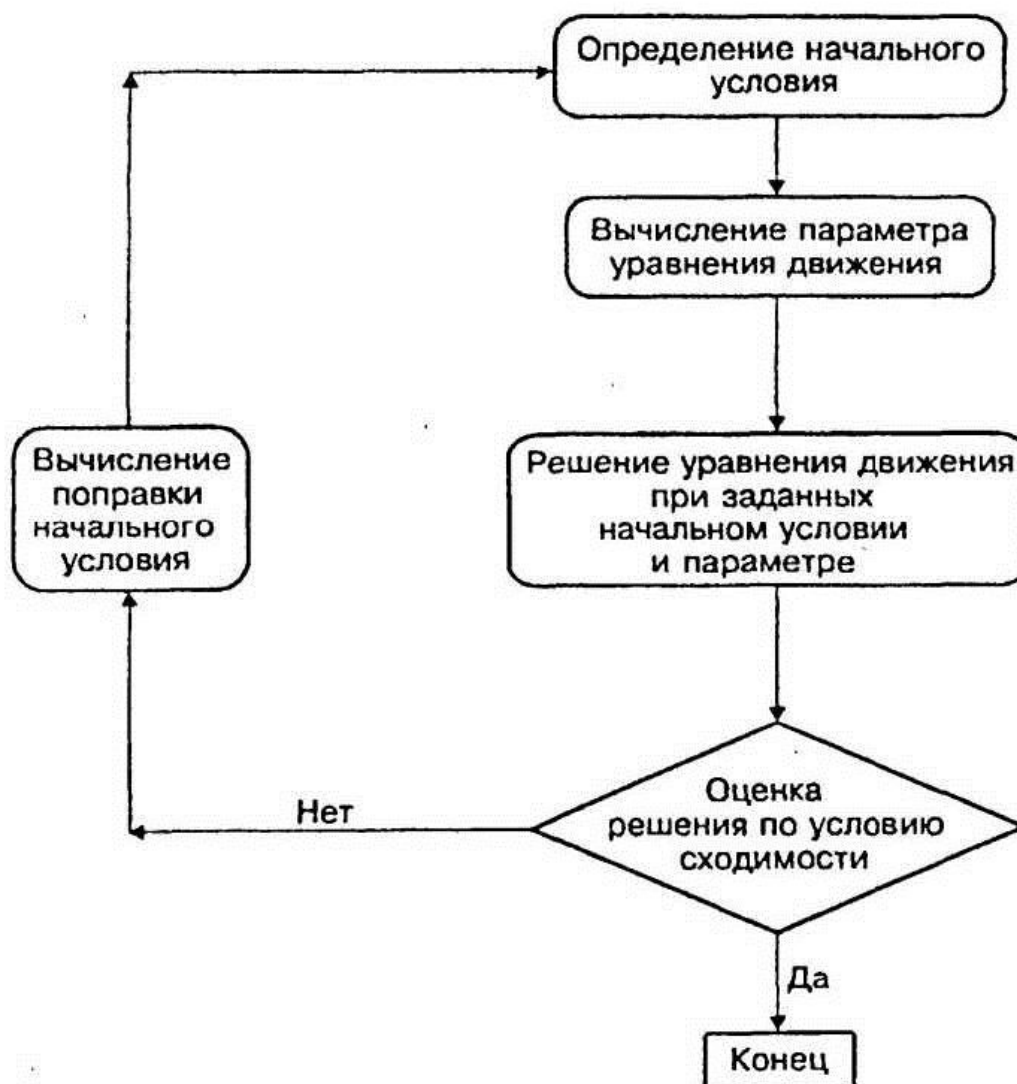 Определение начального
условия
Вычисление параметра
уравнения движения
Решение уравнения движения
при заданных
начальном условии
и параметре
Вычисление
поправки
начального
условия
Оценка
решения по условию
сходимости
Нет
Да
Конец